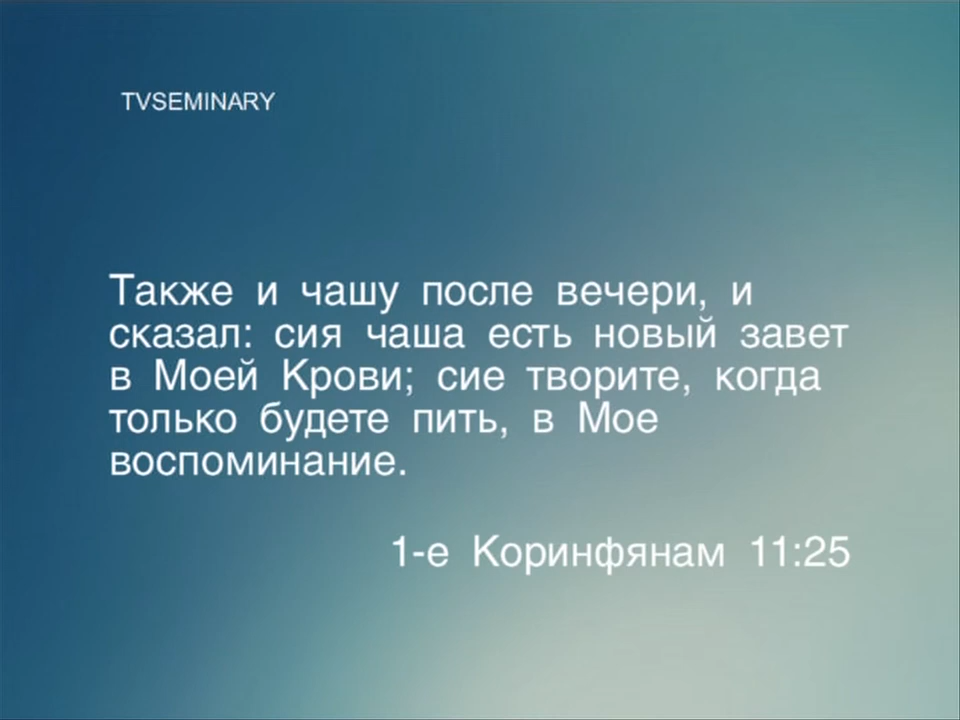 TVSEMINARY
Также и чашу после вечери, и
сказал: сия чаша есть новый завет
в Моей Крови; сие творите, когда
только будете пить, в Мое
воспоминание.
1-е Коринфянам 11:25